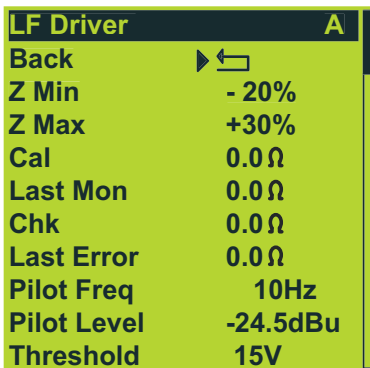 LF Driver A
Back
Z Min - 20%
Z Max +30%
Cal 0.0Ω
Last Mon 0.0Ω
Chk 0.0Ω
Last Error 0.0Ω
Pilot Freq 10Hz
Pilot Level -24.5dBu
Threshold 15V